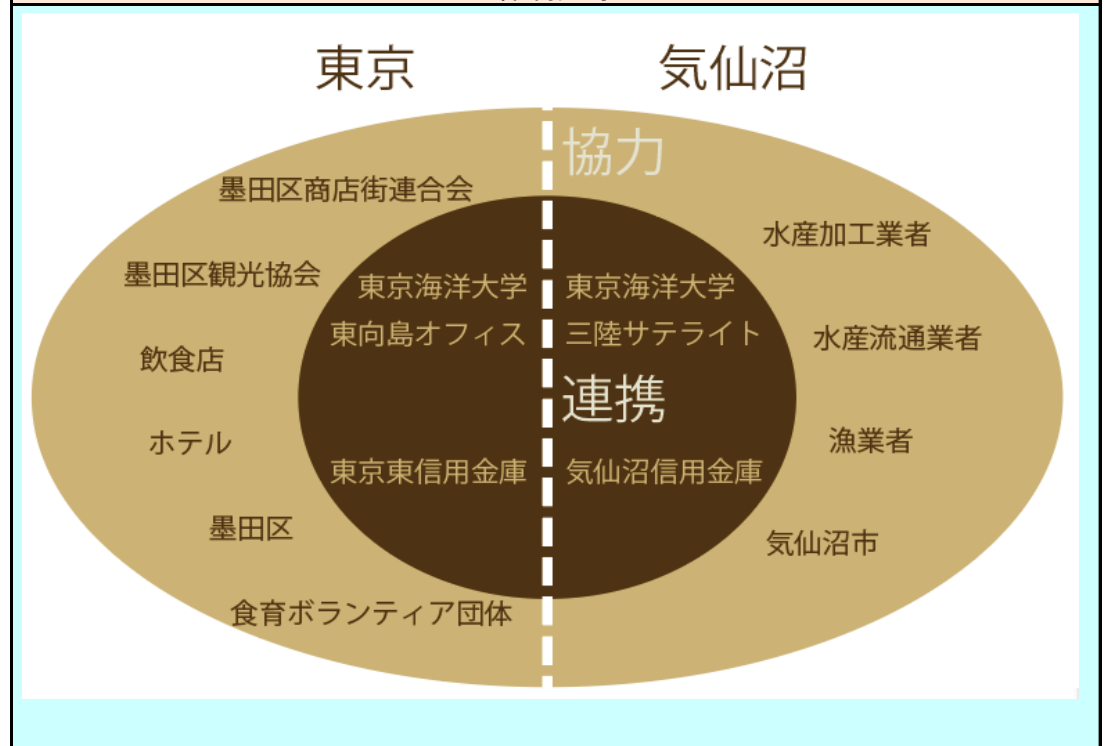 東京
気仙沼
協力
墨田区商店街連合会
墨田区観光協会
飲食店
ホテル
墨田区
食育ボランティア団体
東京海洋大学
東向島オフィス
東京東信用金庫
東京海洋大学
三陸サテライト
連携
気仙沼信用金庫
水産加工業者
水産流通業者
漁業者
気仙沼市